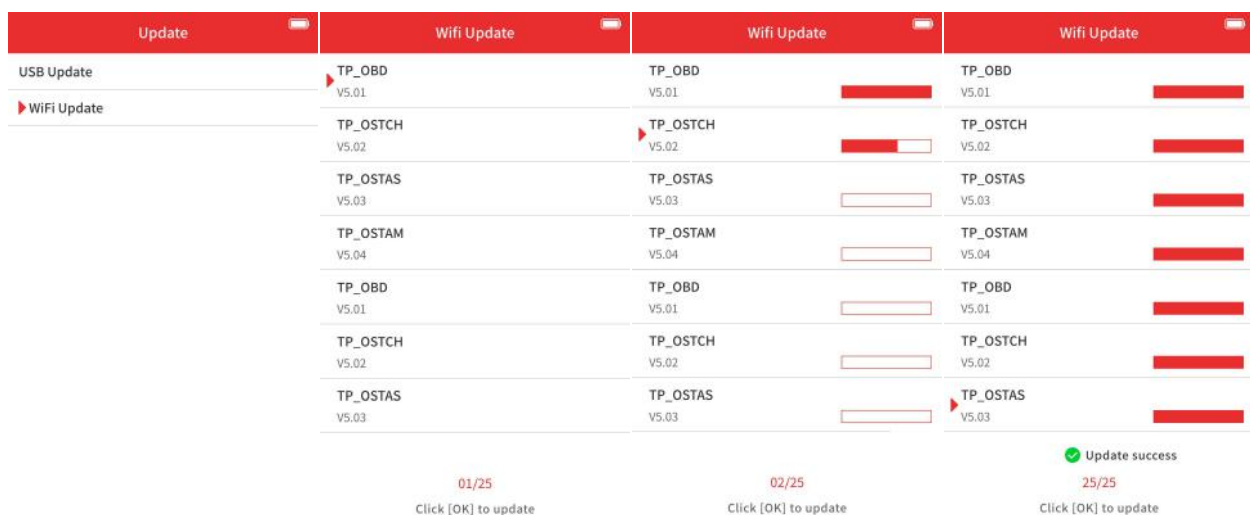 Update
USB Update
WiFi Update
Wifi Update
TP_OBD
V5.01
TP_OSTCH
V5.02
TP_OSTAS
V5.03
TP_OSTAM
V5.04
TP_OBD
V5.01
TP_OSTCH
V5.02
TP_OSTAS
V5.03
01/25
Click [OK] to update
Wifi Update
TP_OBD
V5.01
TP_OSTCH
V5.02
TP_OSTAS
V5.03
TP_OSTAM
V5.04
TP_OBD
V5.01
TP_OSTCH
V5.02
TP_OSTAS
V5.03
02/25
Click [OK] to update
Wifi Update
TP_OBD
V5.01
TP_OSTCH
V5.02
TP_OSTAS
V5.03
TP_OSTAM
V5.04
TP_OBD
V5.01
TP_OSTCH
V5.02
TP_OSTAS
V5.03
Update success
25/25
Click [OK] to update